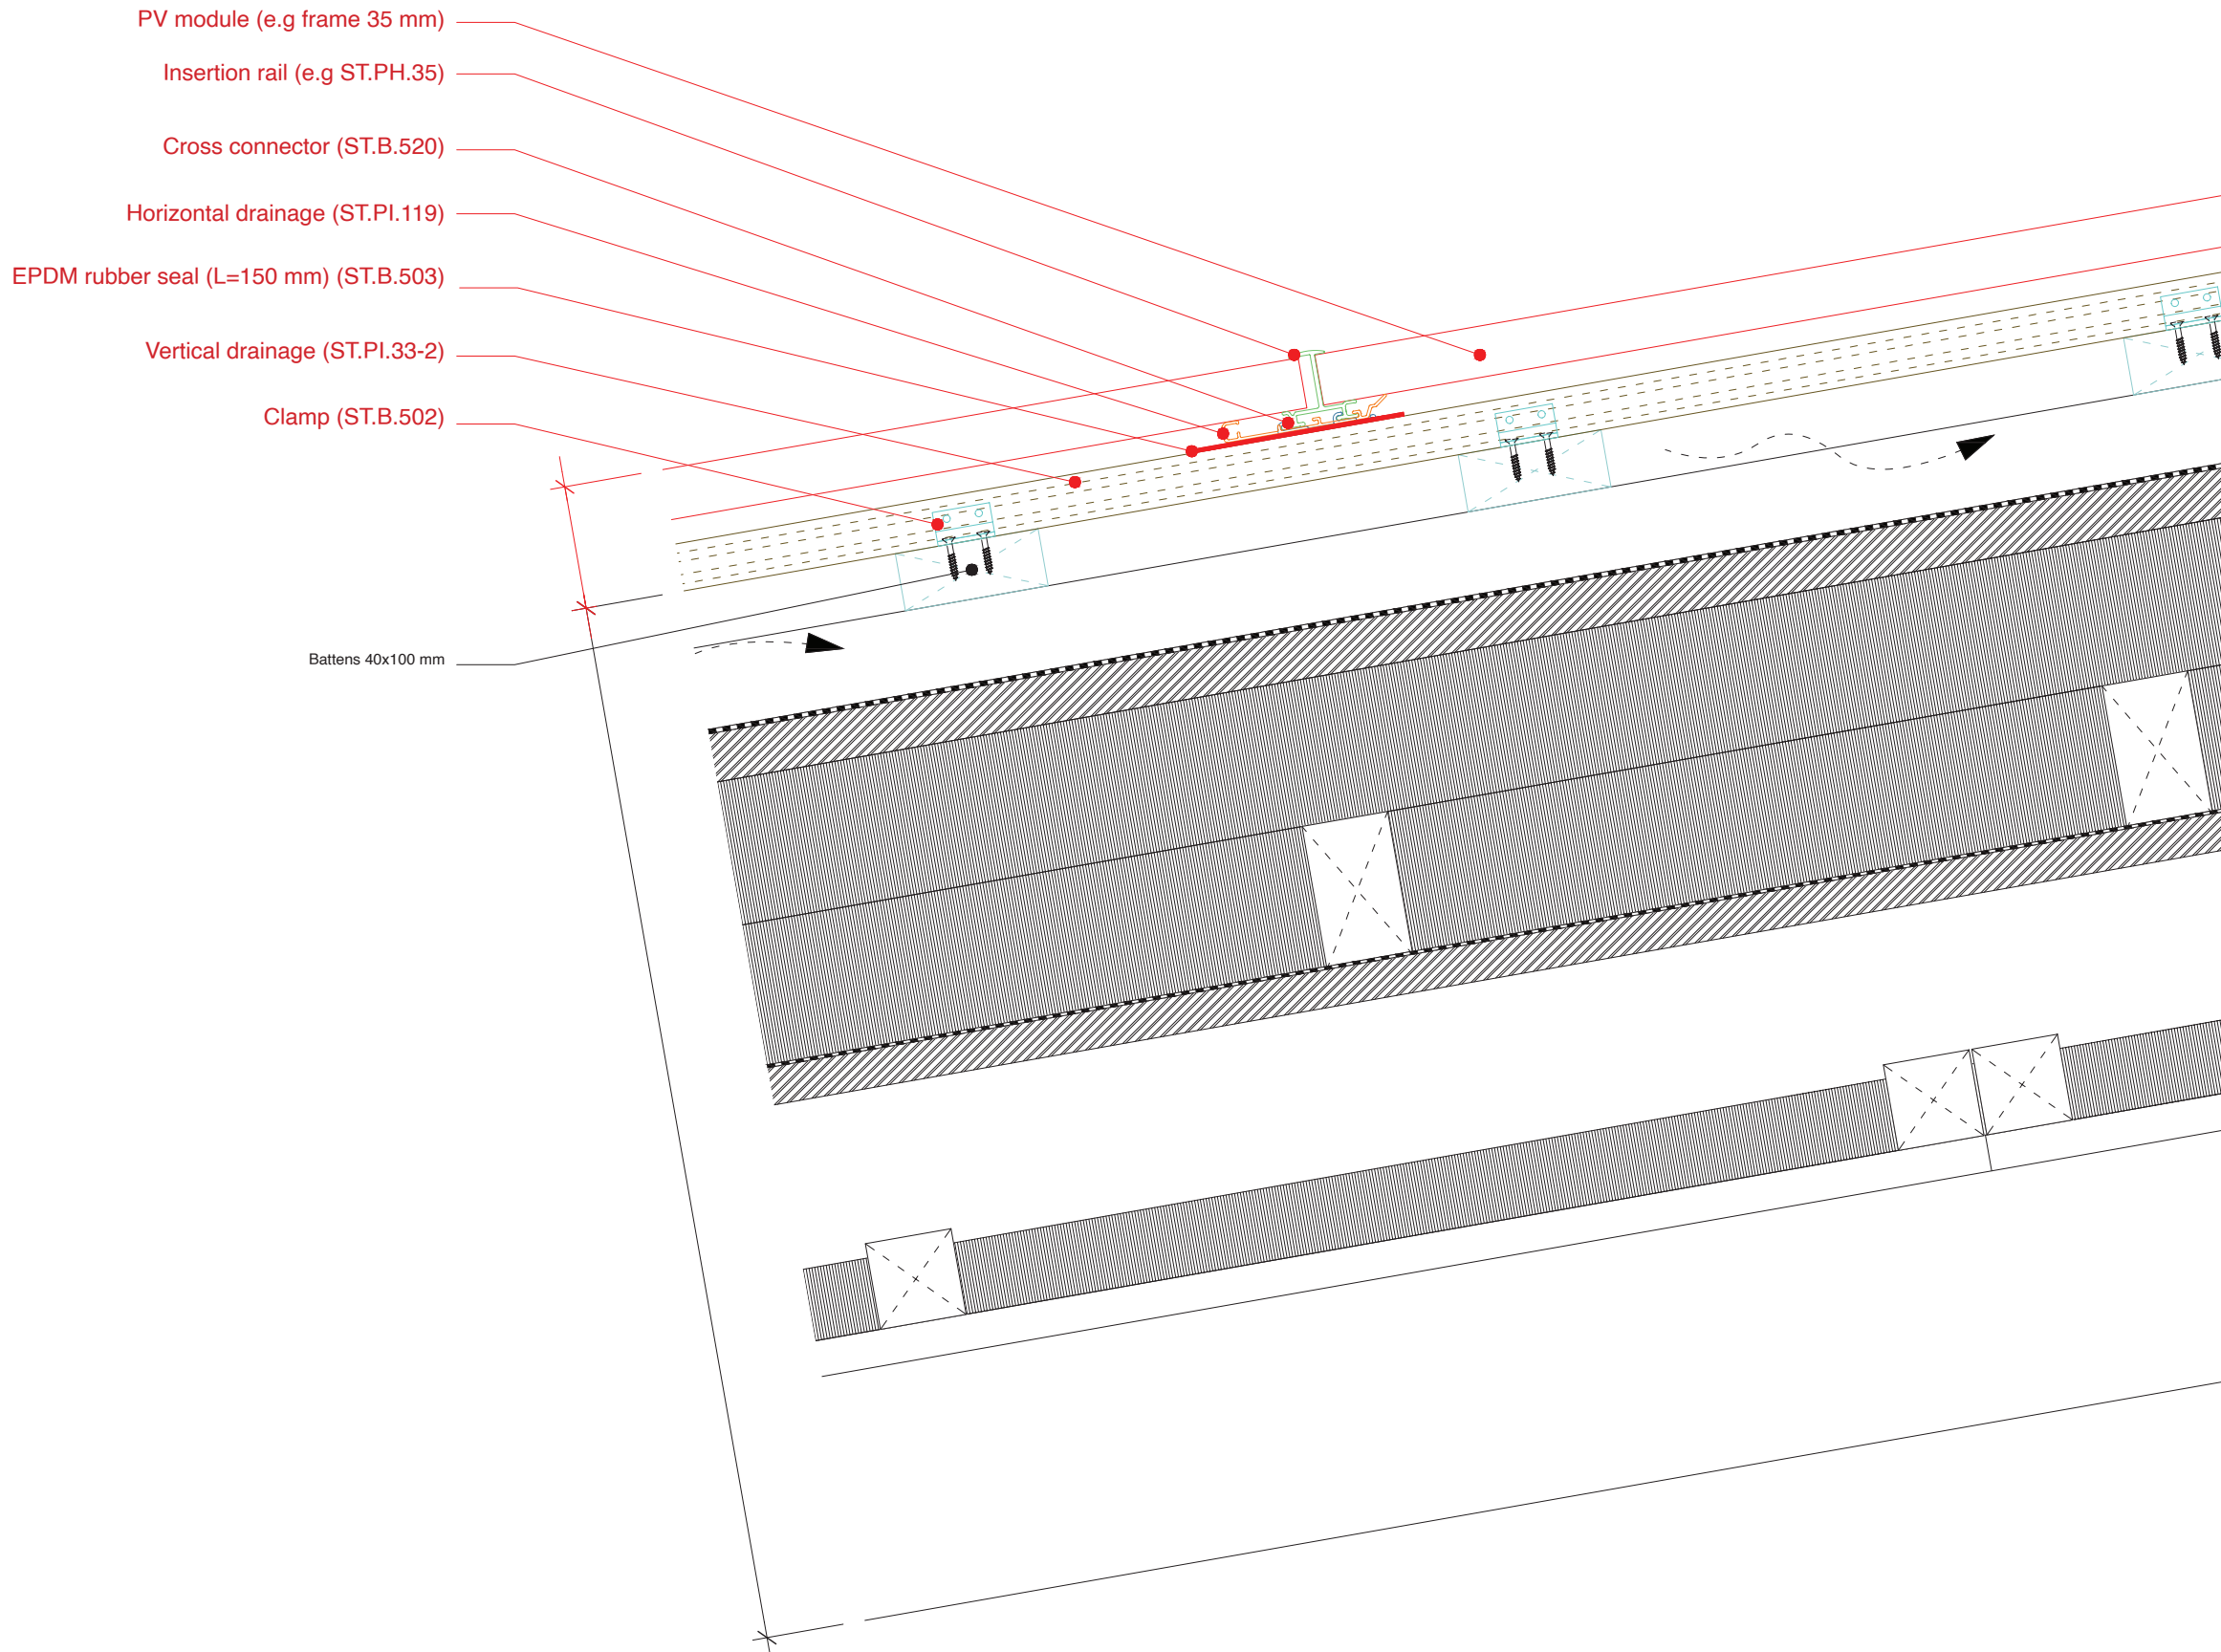 PV module (e.g frame 35 mm)
Insertion rail (e.g ST.PH.35)
Cross connector (ST.B.520)
Horizontal drainage (ST.PI.119)
EPDM rubber seal (L=150 mm) (ST.B.503)
Vertical drainage (ST.PI.33-2)
Clamp (ST.B.502)
Battens 40x100 mm